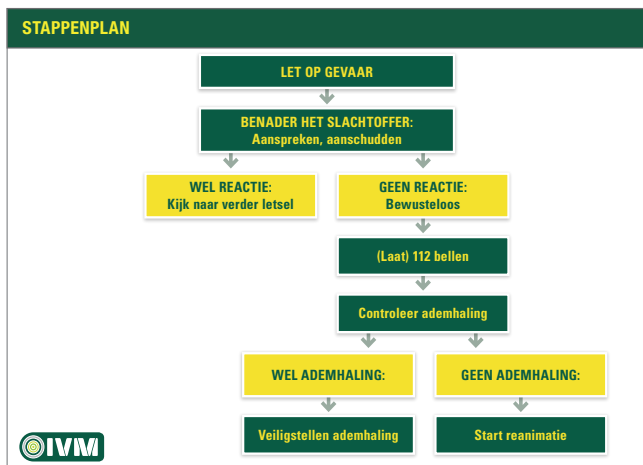 STAPPENPLAN
LET OP GEVAAR
BENADER HET SLACHTOFFER:
Aanspreken, aanschudden
WEL REACTIE:
Kijk naar verder letsel
GEEN REACTIE:
Bewusteloos
(Laat) 112 bellen
Controleer ademhaling
WEL ADEMHALING:
GEEN ADEMHALING:
Veiligstellen ademhaling
Start reanimatie
IVM